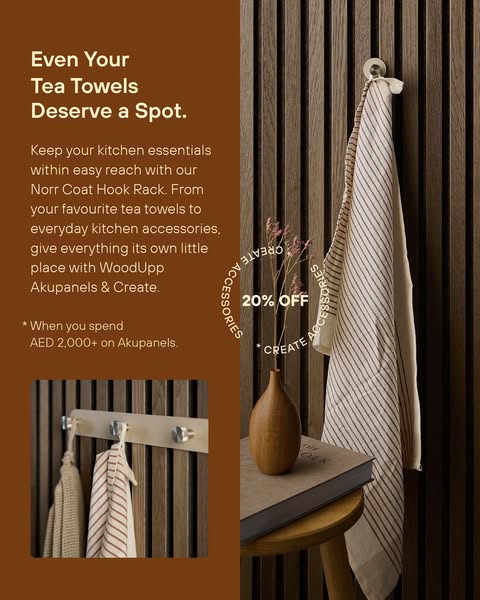 Even Your
Tea Towels
Deserve a Spot.
Keep your kitchen essentials
within easy reach with our
Norr Coat Hook Rack. From
your favourite tea towels to
everyday kitchen accessories,
give everything its own little
place with WoodUpp
Akupanels & Create.
* When you spend
AED 2,000+ on Akupanels.
* CREATE ACCESSORIES * CREATE ACCESSORIES
20% OFF
THE